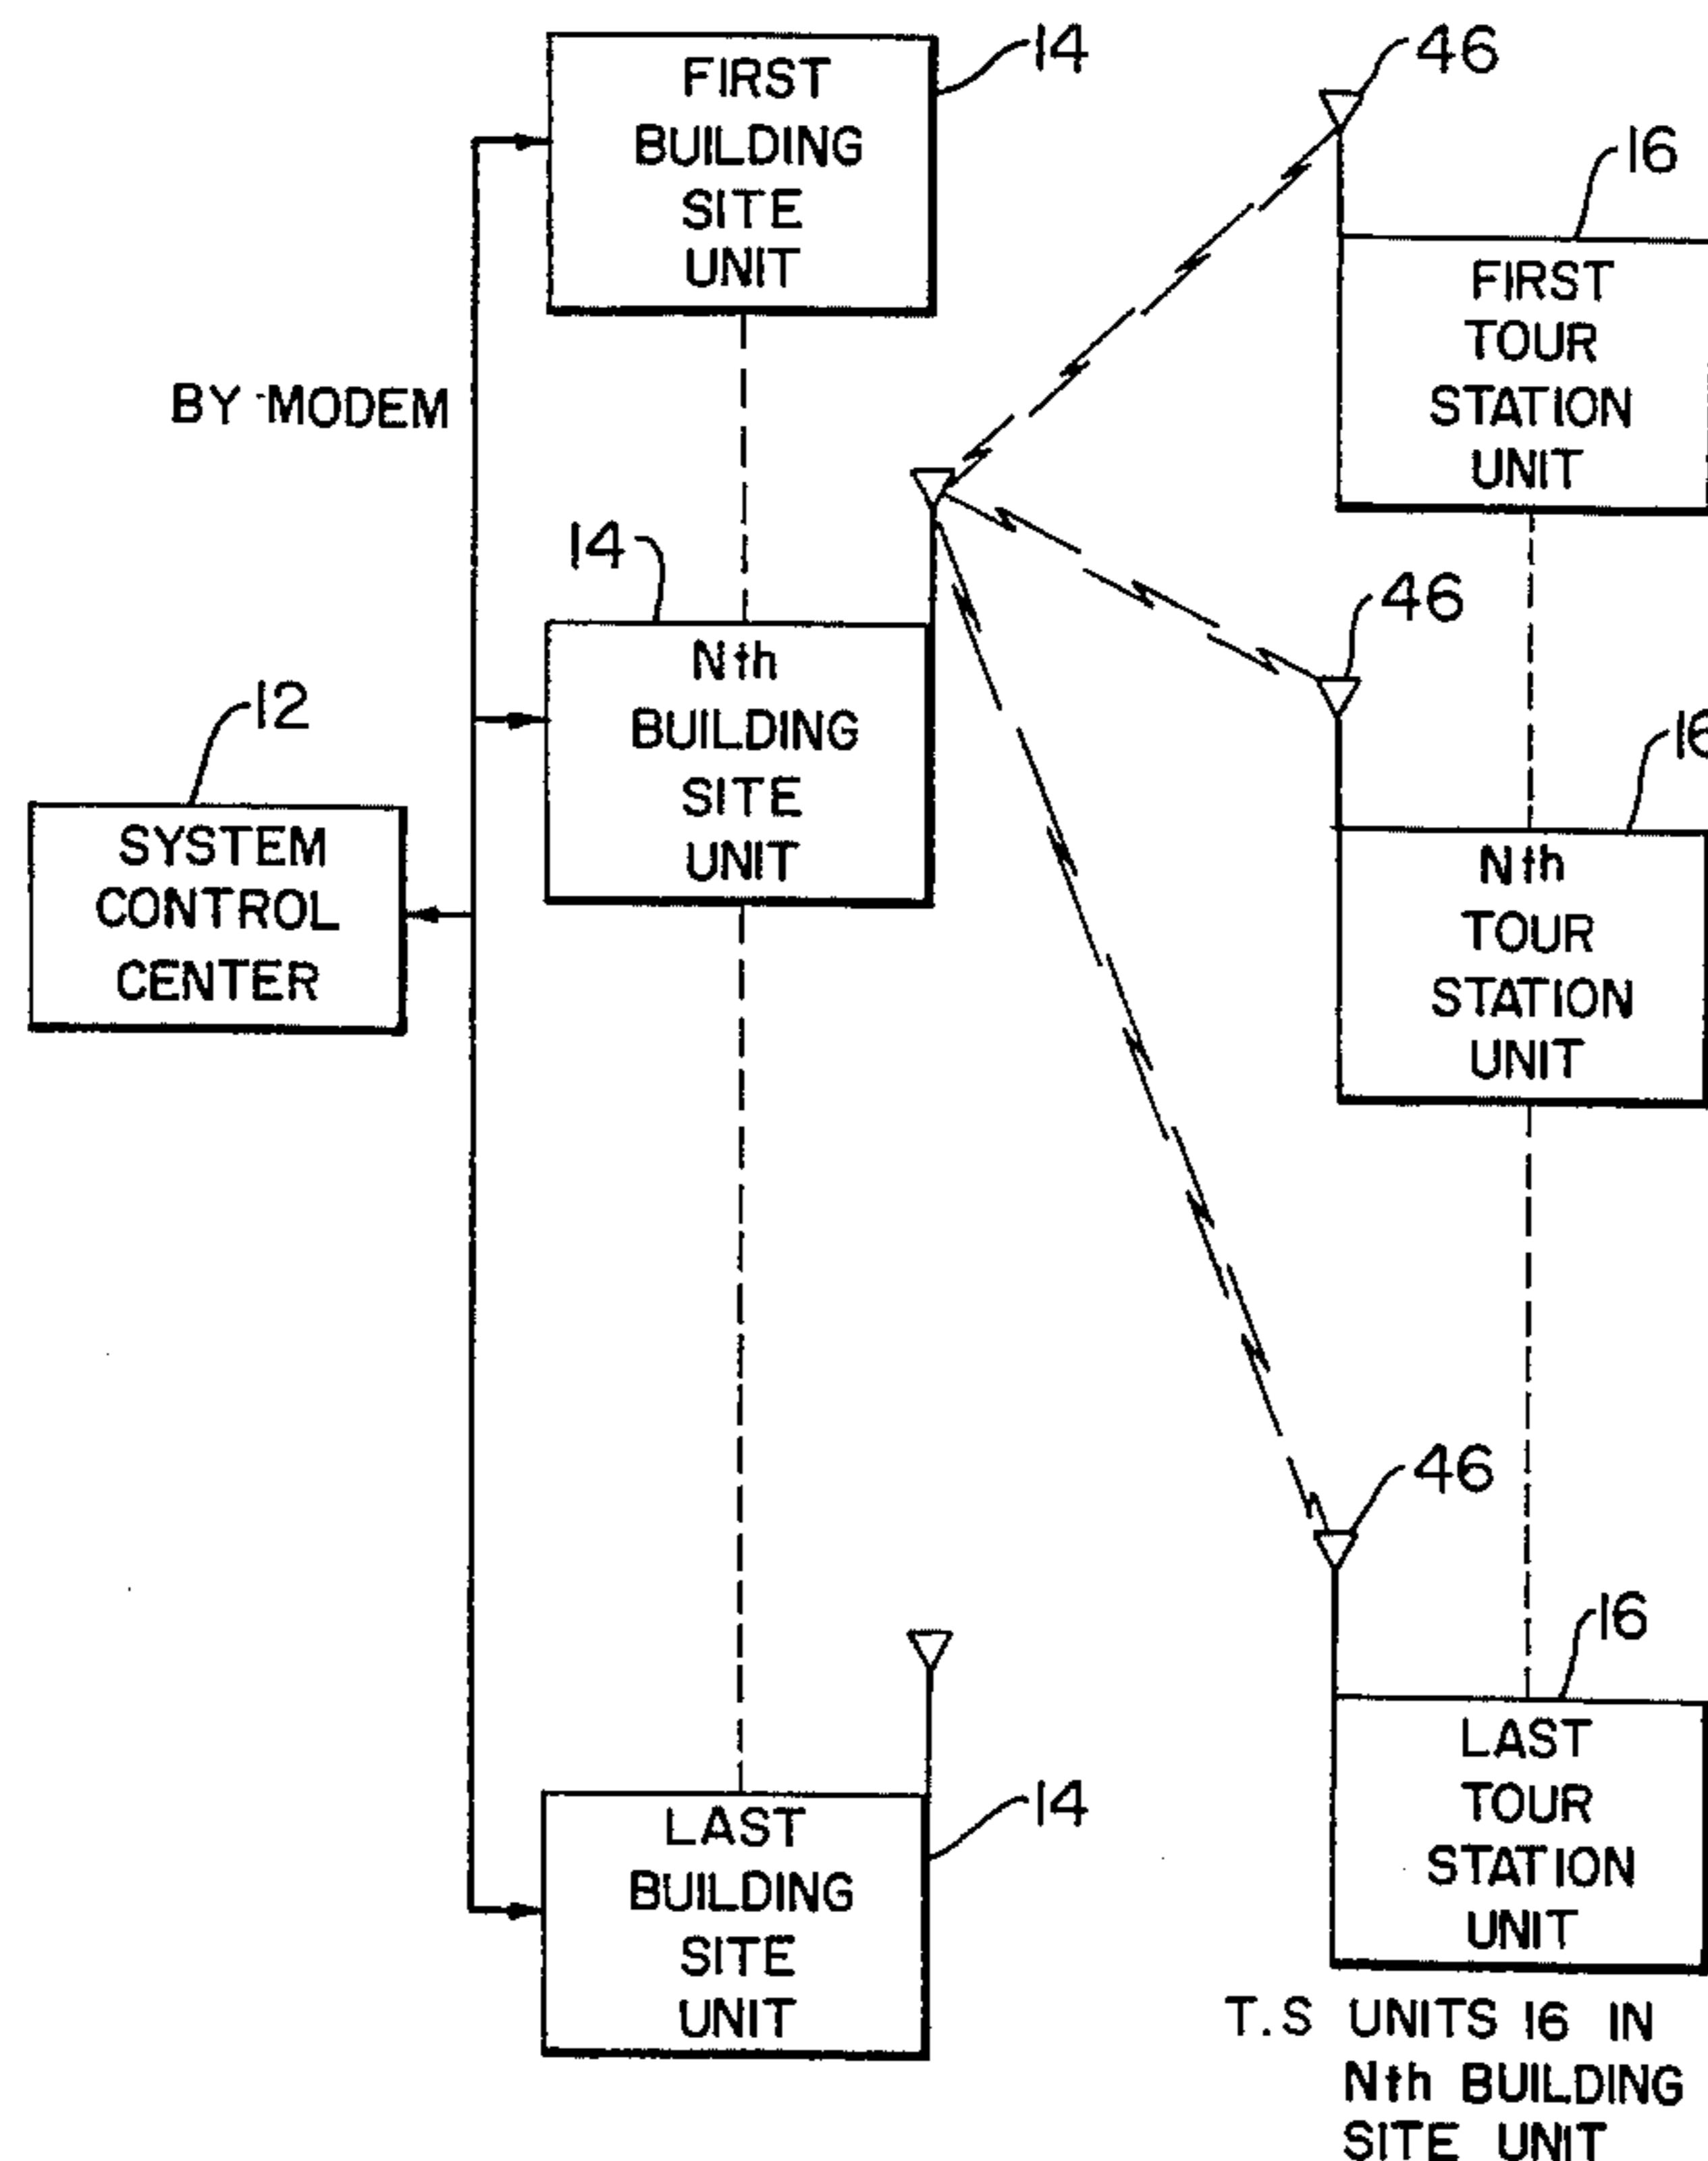 14
FIRST
BUILDING
SITE
UNIT
46
16
FIRST
TOUR
STATION
UNIT
BY MODEM
14
Nth
BUILDING
SITE
UNIT
46
16
Nth
TOUR
STATION
UNIT
12
SYSTEM
CONTROL
CENTER
46
16
LAST
TOUR
STATION
UNIT
14
LAST
BUILDING
SITE
UNIT
T.S UNITS 16 IN
Nth BUILDING
SITE UNIT